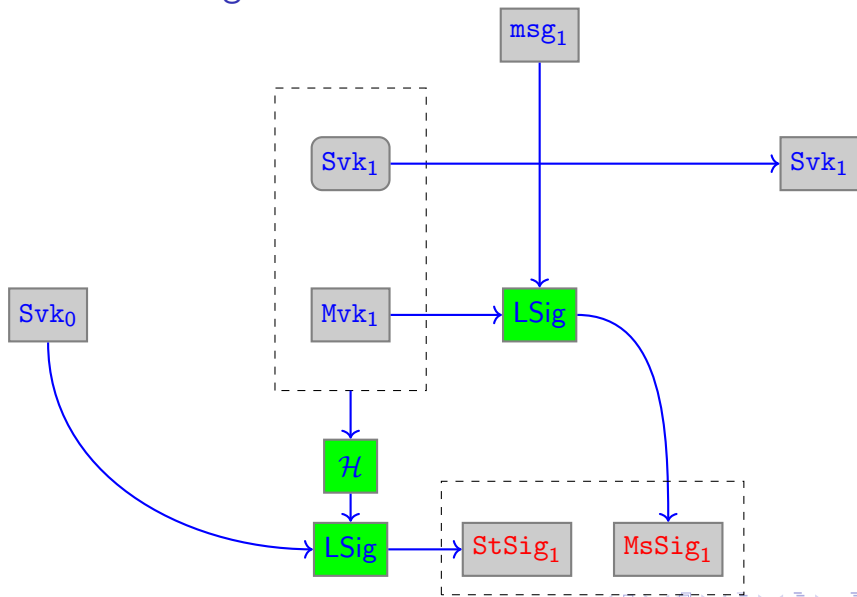 msg₁
Svk₁
Svk₁
Svk₀
Mvk₁
LSig
ℋ
LSig
StSig₁
MsSig₁